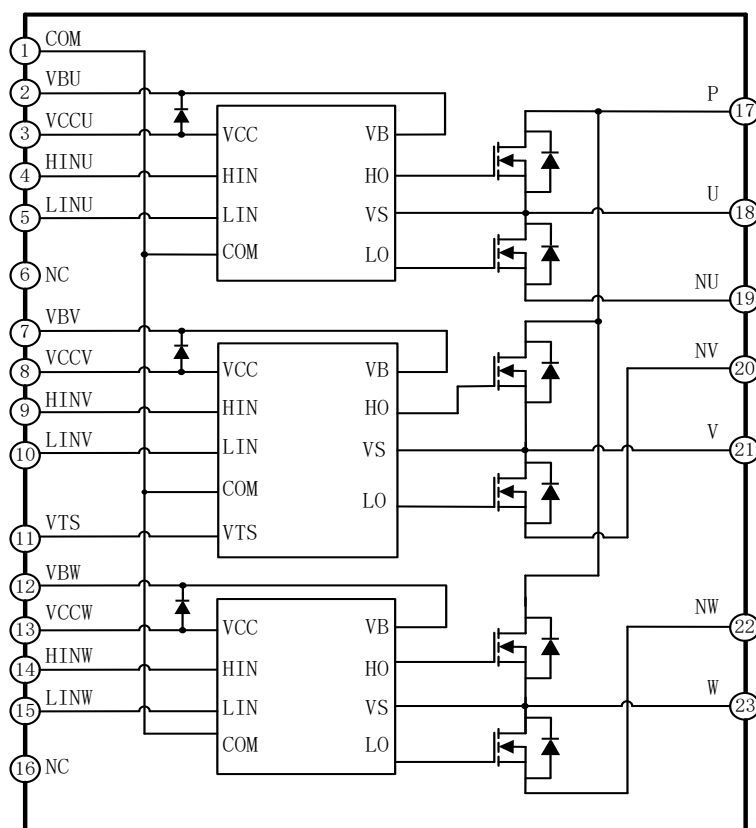 1 COM
2 VBU
3 VCCU
4 HINU
5 LINU
6 NC
7 VBV
8 VCCV
9 HINV
10 LINV
11 VTS
12 VBW
13 VCCW
14 HINW
15 LINW
16 NC
VCC VB
HIN HO
LIN VS
COM LO
VCC VB
HIN HO
LIN VS
COM LO
VTS
VCC VB
HIN HO
LIN VS
COM LO
P 17
U 18
NU 19
NV 20
V 21
NW 22
W 23